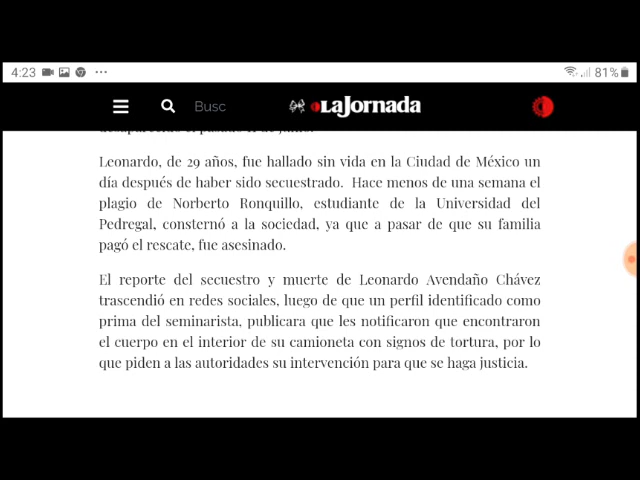 4:23 81%
Busc LaJornada
Leonardo, de 29 años, fue hallado sin vida en la Ciudad de México un
día después de haber sido secuestrado. Hace menos de una semana el
plagio de Norberto Ronquillo, estudiante de la Universidad del
Pedregal, consternó a la sociedad, ya que a pasar de que su familia
pagó el rescate, fue asesinado.
El reporte del secuestro y muerte de Leonardo Avendaño Chávez
trascendió en redes sociales, luego de que un perfil identificado como
prima del seminarista, publicara que les notificaron que encontraron
el cuerpo en el interior de su camioneta con signos de tortura, por lo
que piden a las autoridades su intervención para que se haga justicia.